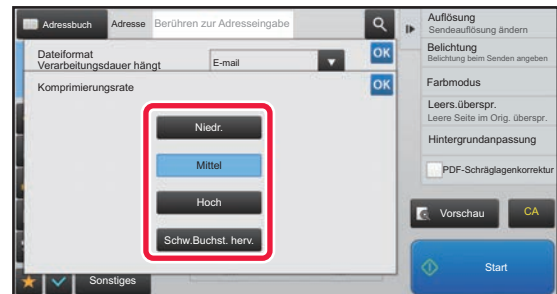 Adressbuch
Adresse
Berühren zur Adresseingabe
Dateiformat
Verarbeitungsdauer hängt
E-mail
OK
Komprimierungsrate
OK
Niedr.
Mittel
Hoch
Schw.Buchst. herv.
Sonstiges
Auflösung
Sendeauflösung ändern
Belichtung
Belichtung beim Senden angeben
Farbmodus
Leers.überspr.
Leere Seite im Orig. überspr.
Hintergrundanpassung
PDF-Schräglagenkorrektur
Vorschau
CA
Start